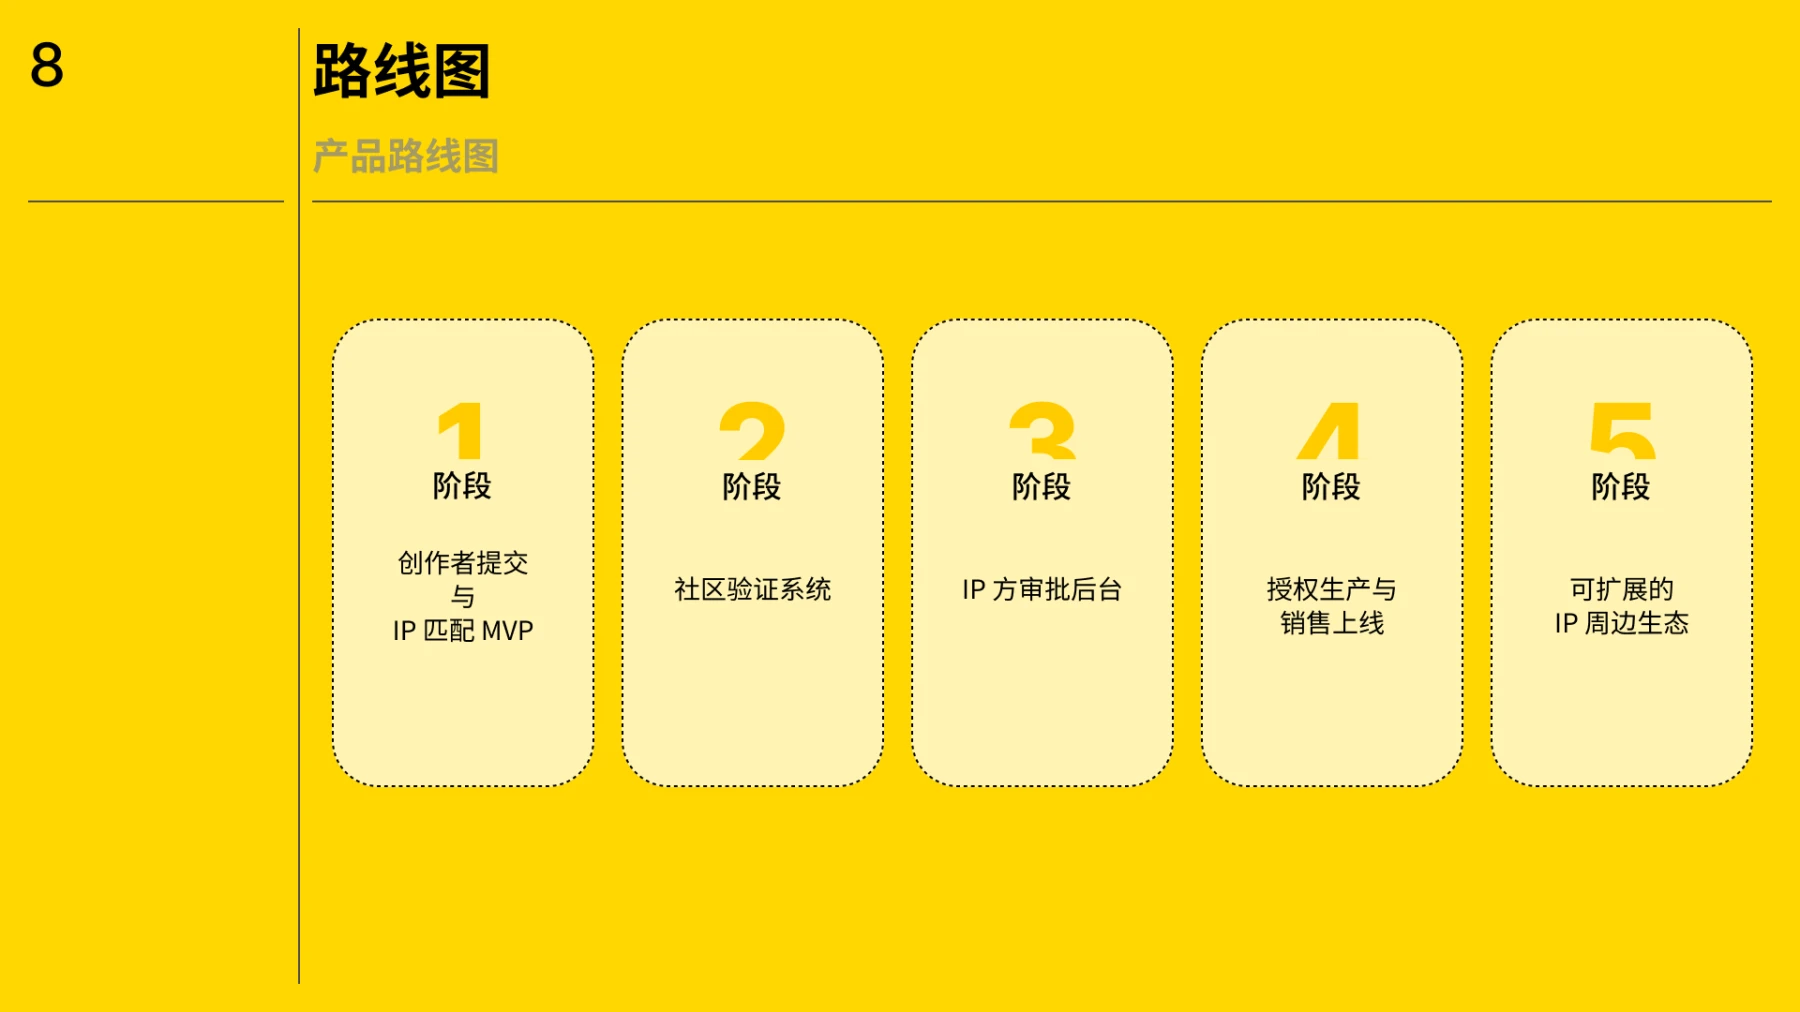 8
路线图
产品路线图
1
阶段
创作者提交
与
IP 匹配 MVP
2
阶段
社区验证系统
3
阶段
IP 方审批后台
4
阶段
授权生产与
销售上线
5
阶段
可扩展的
IP 周边生态